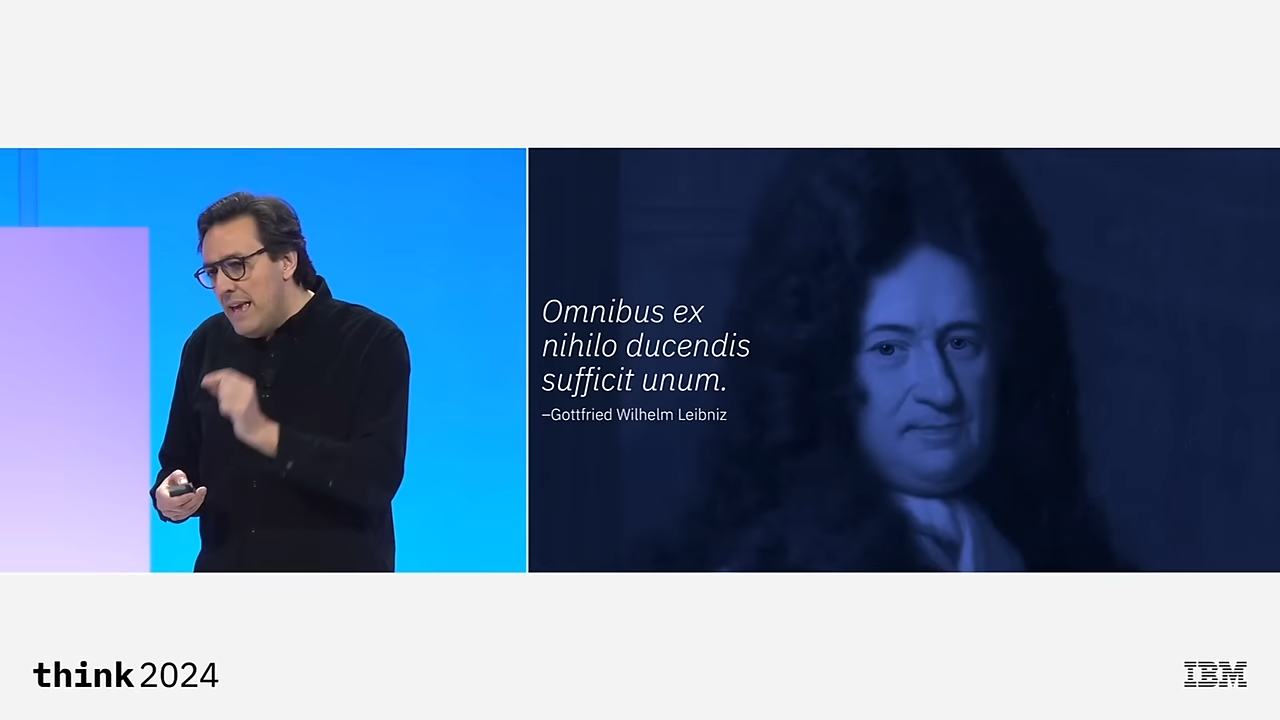 Omnibus ex
nihilo ducendis
sufficit unum.
–Gottfried Wilhelm Leibniz
think 2024
IBM